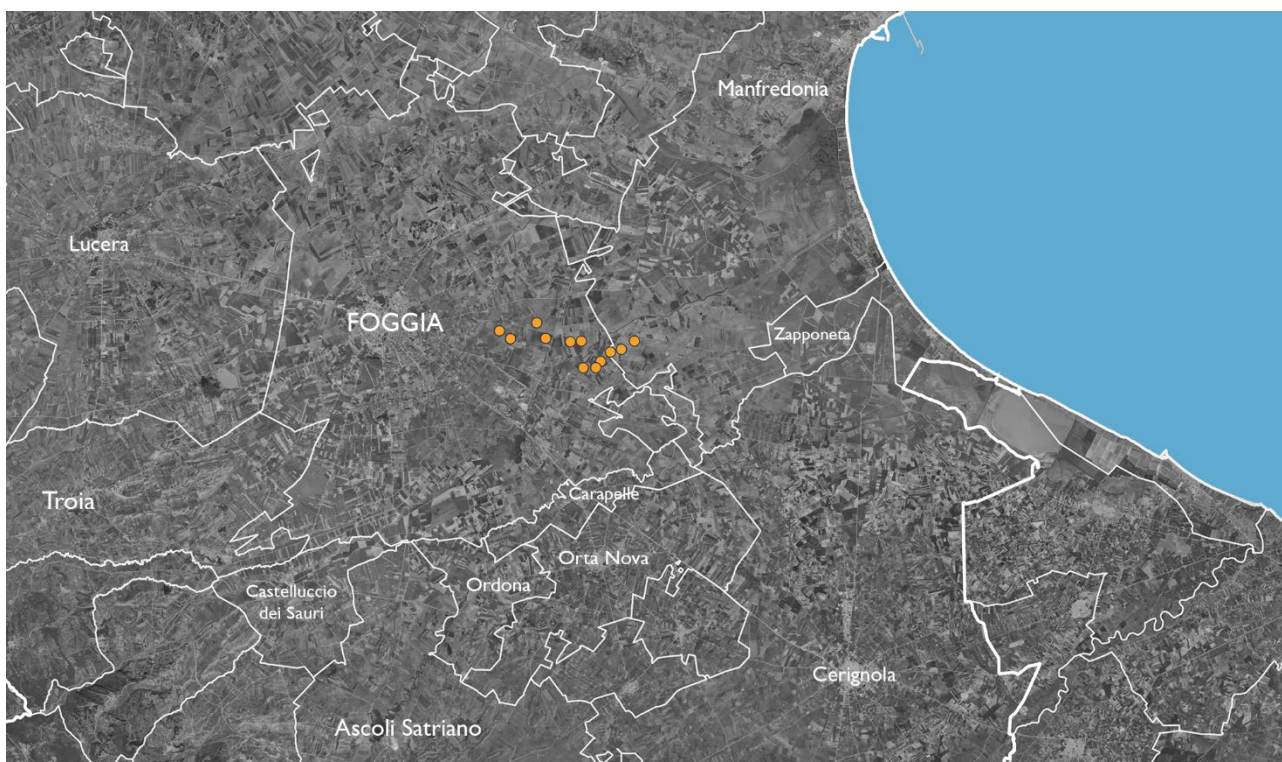 Manfredonia
Lucera
FOGGIA
Zapponeta
Troia
Carapelle
Orta Nova
Ordona
Castelluccio
dei Sauri
Cerignola
Ascoli Satriano